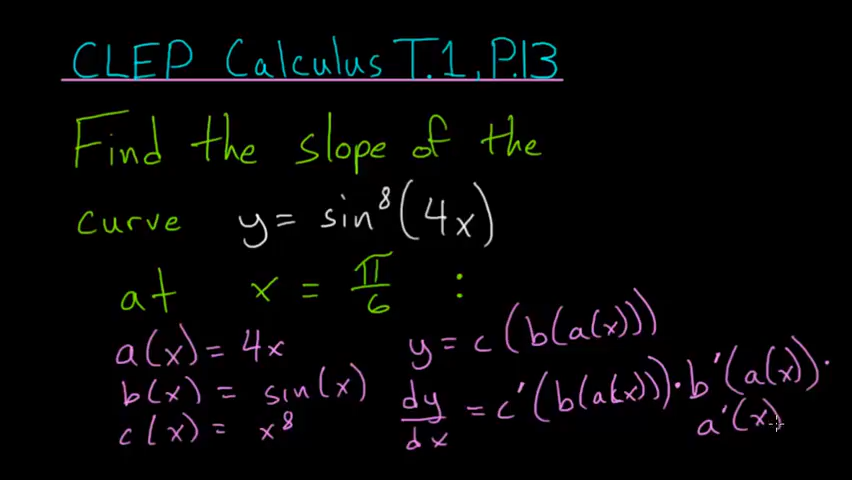 CLEP Calculus T.1, P.13
Find the slope of the
curve y = sin⁸(4x)
at x = π/6 :
a(x) = 4x
b(x) = sin(x)
c(x) = x⁸
y = c(b(a(x)))
dy/dx = c'(b(a(x)))·b'(a(x))·
a'(x)